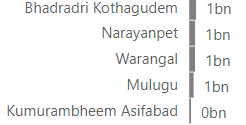 Bhadradri Kothagudem 1bn
Narayanpet 1bn
Warangal 1bn
Mulugu 1bn
Kumurambheem Asifabad 0bn